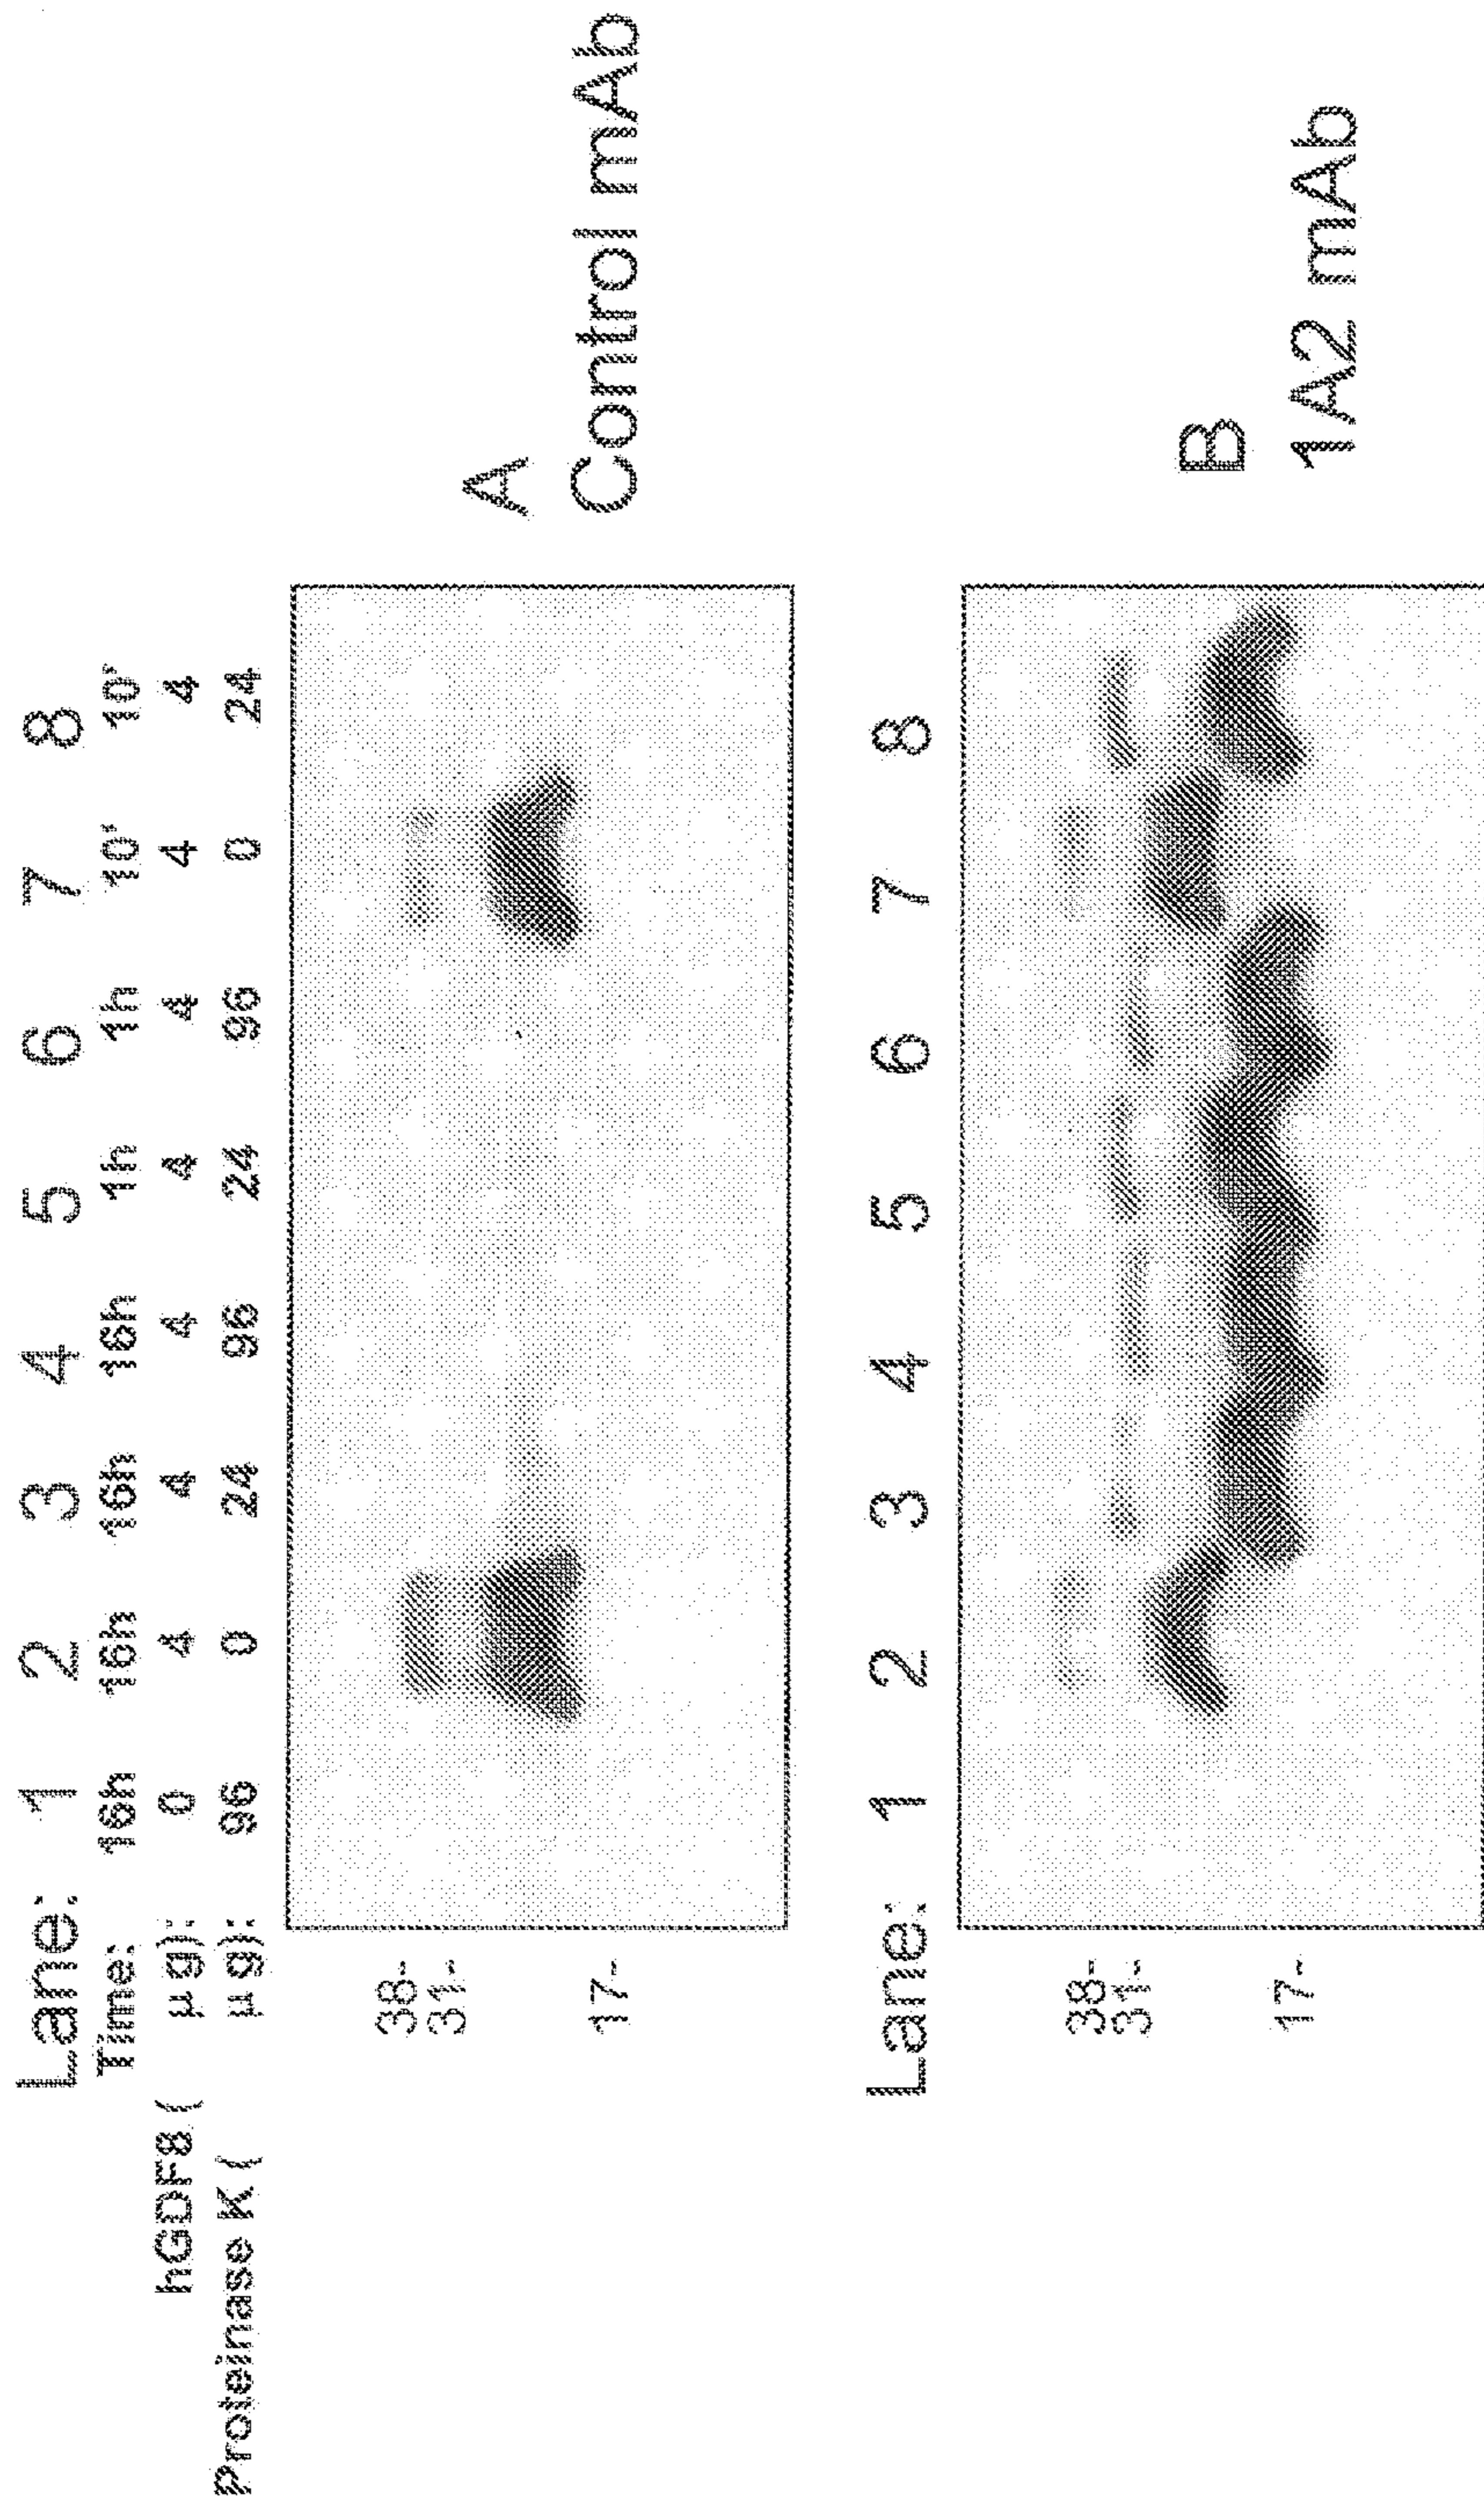 Lane: 1 2 3 4 5 6 7 8
Time: 16h 16h 16h 16h 1h 1h 10' 10'
hGDF8 ( µg): 0 4 4 4 4 4 4 4
Proteinase K ( µg): 96 0 24 96 24 96 0 24
38-
31-
17-
A
Control mAb
Lane: 1 2 3 4 5 6 7 8
38-
31-
17-
B
1A2 mAb